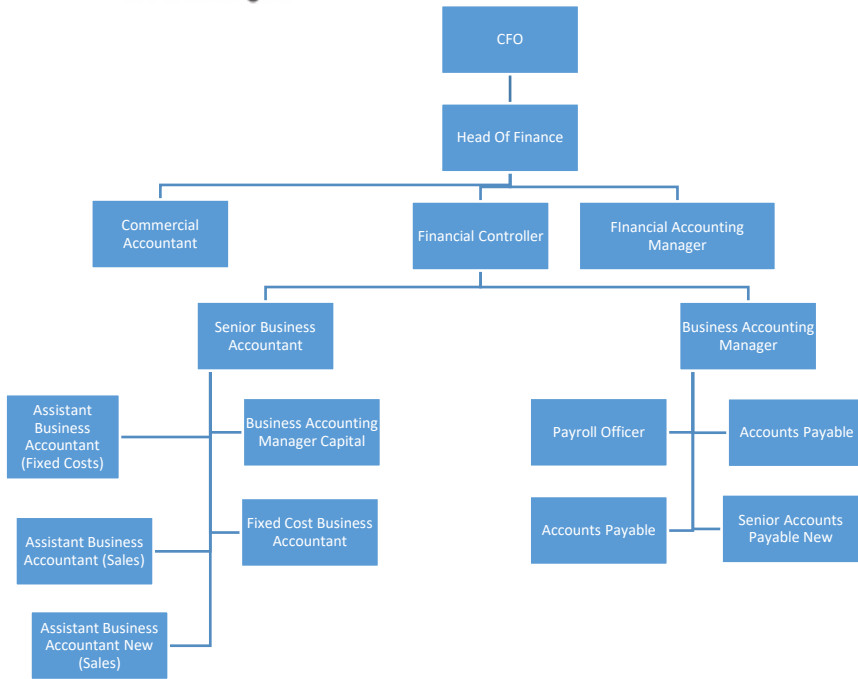 CFO
Head Of Finance
Commercial
Accountant
Financial Controller
FInancial Accounting
Manager
Senior Business
Accountant
Business Accounting
Manager
Assistant
Business
Accountant
(Fixed Costs)
Business Accounting
Manager Capital
Payroll Officer
Accounts Payable
Assistant Business
Accountant (Sales)
Fixed Cost Business
Accountant
Accounts Payable
Senior Accounts
Payable New
Assistant Business
Accountant New
(Sales)